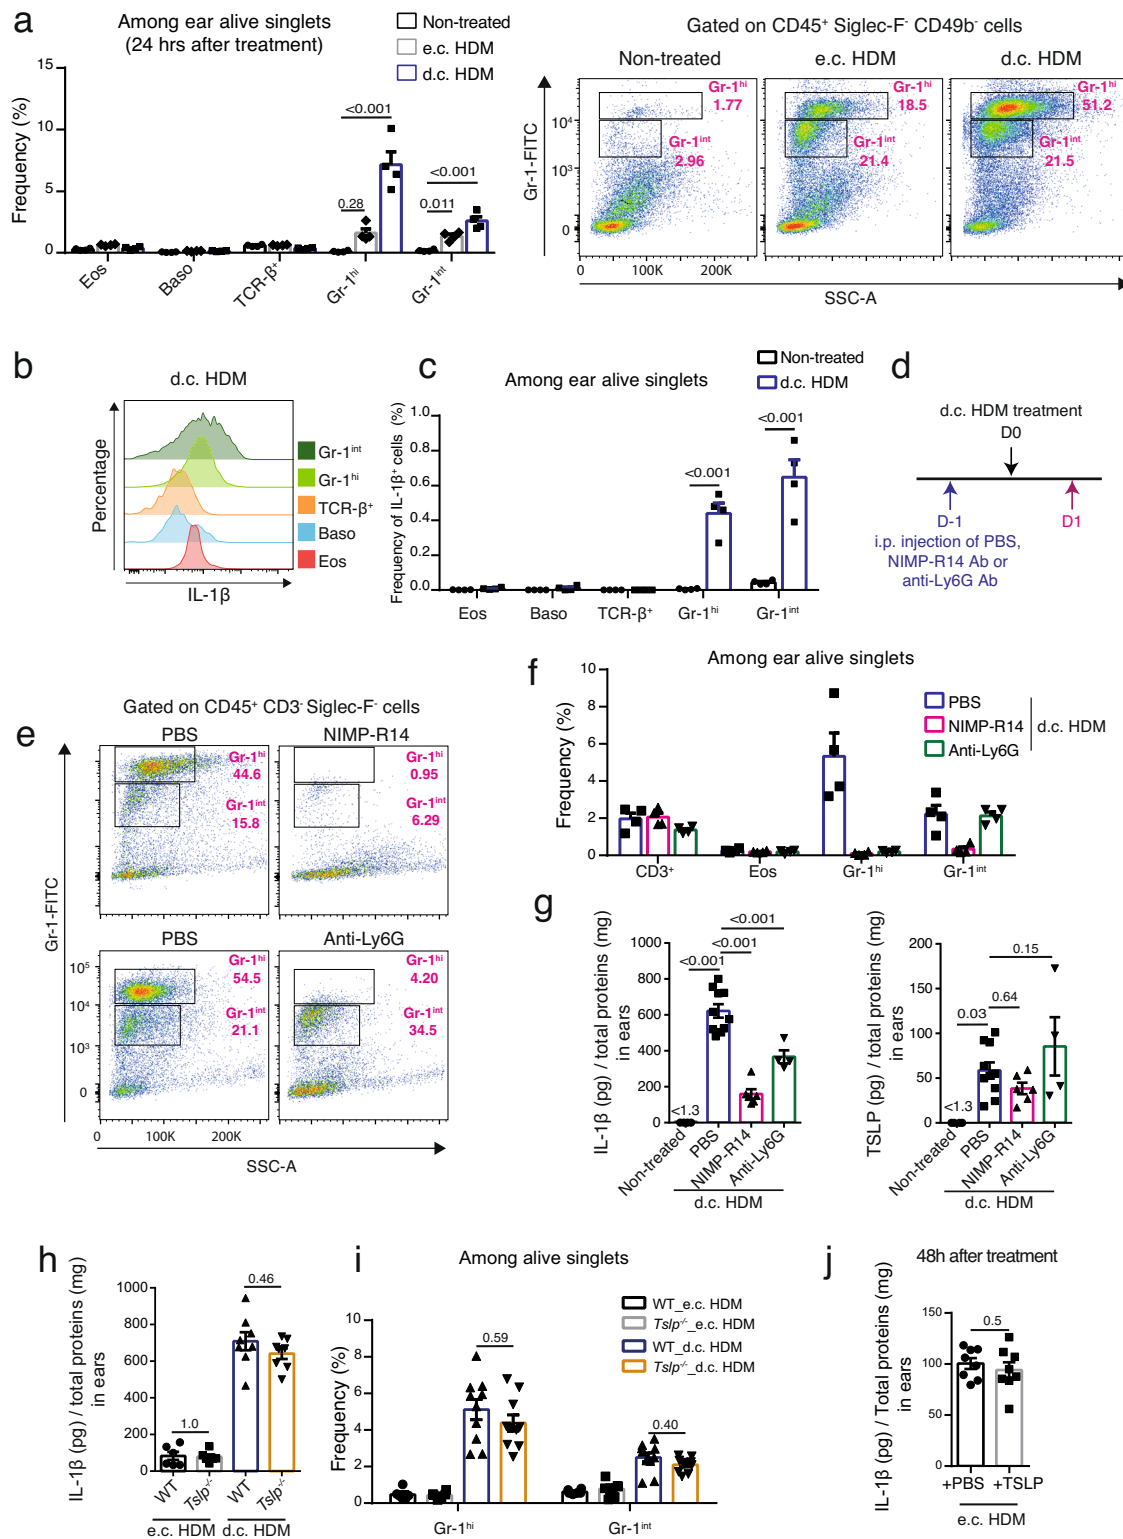 a
Among ear alive singlets
(24 hrs after treatment)
Non-treated
e.c. HDM
d.c. HDM
Frequency (%)
15
10
5
0
<0.001
0.28
<0.001
0.011
Eos
Baso
TCR-β⁺
Gr-1ʰⁱ
Gr-1ⁱⁿᵗ
Gated on CD45⁺ Siglec-F⁻ CD49b⁻ cells
Non-treated
e.c. HDM
d.c. HDM
Gr-1ʰⁱ
1.77
Gr-1ⁱⁿᵗ
2.96
Gr-1ʰⁱ
18.5
Gr-1ⁱⁿᵗ
21.4
Gr-1ʰⁱ
51.2
Gr-1ⁱⁿᵗ
21.5
Gr-1-FITC
10⁴
10³
0
0
100K
200K
SSC-A
b
d.c. HDM
Percentage
IL-1β
Gr-1ⁱⁿᵗ
Gr-1ʰⁱ
TCR-β⁺
Baso
Eos
c
Among ear alive singlets
Non-treated
d.c. HDM
Frequency of IL-1β⁺ cells (%)
1.0
0.8
0.6
0.4
0.2
0.0
<0.001
<0.001
Eos
Baso
TCR-β⁺
Gr-1ʰⁱ
Gr-1ⁱⁿᵗ
d
d.c. HDM treatment
D0
D-1
D1
i.p. injection of PBS,
NIMP-R14 Ab or
anti-Ly6G Ab
e
Gated on CD45⁺ CD3⁻ Siglec-F⁻ cells
PBS
NIMP-R14
Gr-1ʰⁱ
44.6
Gr-1ⁱⁿᵗ
15.8
Gr-1ʰⁱ
0.95
Gr-1ⁱⁿᵗ
6.29
PBS
Anti-Ly6G
Gr-1ʰⁱ
54.5
Gr-1ⁱⁿᵗ
21.1
Gr-1ʰⁱ
4.20
Gr-1ⁱⁿᵗ
34.5
Gr-1-FITC
10⁵
10⁴
10³
0
0
100K
200K
SSC-A
f
Among ear alive singlets
PBS
NIMP-R14
Anti-Ly6G
d.c. HDM
Frequency (%)
10
8
6
4
2
0
CD3⁺
Eos
Gr-1ʰⁱ
Gr-1ⁱⁿᵗ
g
IL-1β (pg) / total proteins (mg)
in ears
1000
800
600
400
200
0
<0.001
<0.001
<0.001
<1.3
Non-treated
PBS
NIMP-R14
Anti-Ly6G
d.c. HDM
TSLP (pg) / total proteins (mg)
in ears
200
150
100
50
0
0.15
0.64
0.03
<1.3
Non-treated
PBS
NIMP-R14
Anti-Ly6G
d.c. HDM
h
IL-1β (pg) / total proteins (mg)
in ears
1000
800
600
400
200
0
0.46
1.0
WT
Tslp⁻/⁻
WT
Tslp⁻/⁻
e.c. HDM
d.c. HDM
i
Among alive singlets
WT_e.c. HDM
Tslp⁻/⁻_e.c. HDM
WT_d.c. HDM
Tslp⁻/⁻_d.c. HDM
Frequency (%)
10
8
6
4
2
0
0.59
0.40
Gr-1ʰⁱ
Gr-1ⁱⁿᵗ
j
48h after treatment
IL-1β (pg) / Total proteins (mg)
in ears
150
100
50
0
0.5
+PBS
+TSLP
e.c. HDM